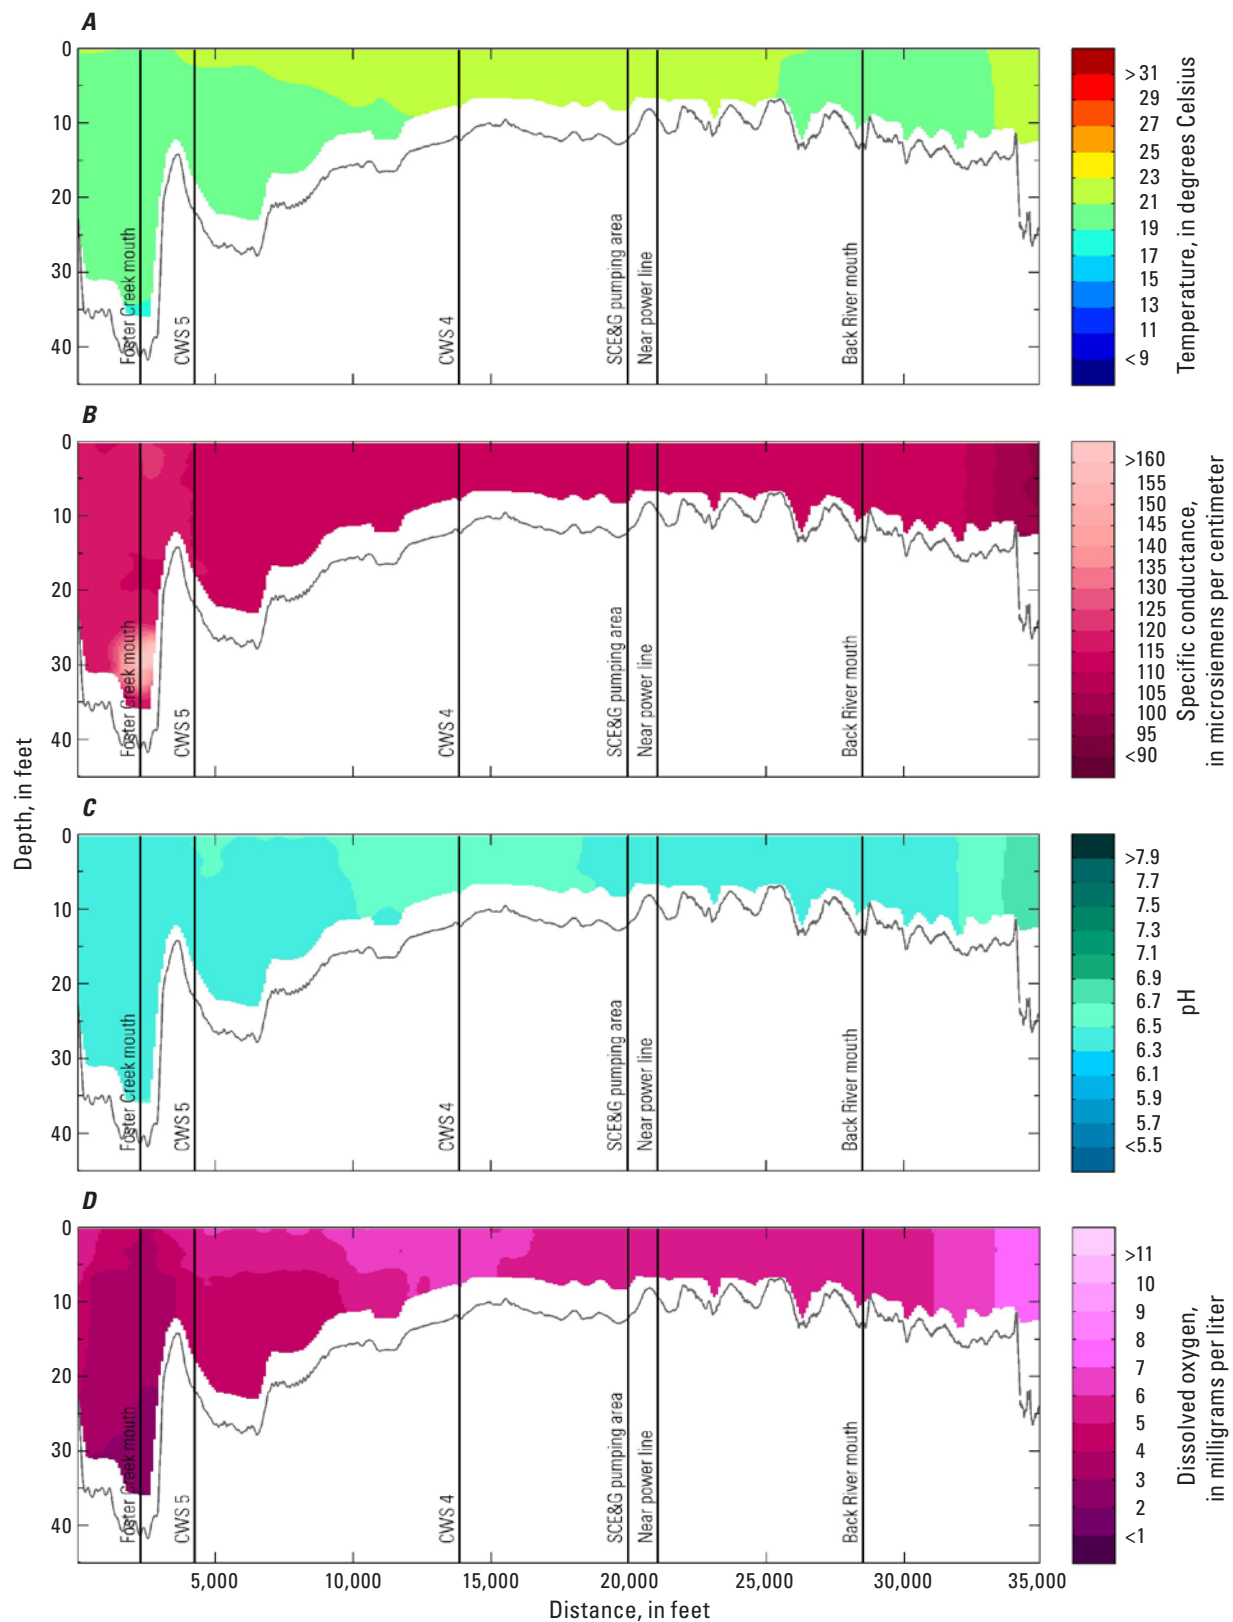 A
0
10
20
30
40
Foster Creek mouth
CWS 5
CWS 4
SCE&G pumping area
Near power line
Back River mouth
>31
29
27
25
23
21
19
17
15
13
11
<9
Temperature, in degrees Celsius
B
0
10
20
30
40
Foster Creek mouth
CWS 5
CWS 4
SCE&G pumping area
Near power line
Back River mouth
>160
155
150
145
140
135
130
125
120
115
110
105
100
95
<90
Specific conductance,
in microsiemens per centimeter
Depth, in feet
C
0
10
20
30
40
Foster Creek mouth
CWS 5
CWS 4
SCE&G pumping area
Near power line
Back River mouth
>7.9
7.7
7.5
7.3
7.1
6.9
6.7
6.5
6.3
6.1
5.9
5.7
<5.5
pH
D
0
10
20
30
40
Foster Creek mouth
CWS 5
CWS 4
SCE&G pumping area
Near power line
Back River mouth
>11
10
9
8
7
6
5
4
3
2
<1
Dissolved oxygen,
in milligrams per liter
5,000 10,000 15,000 20,000 25,000 30,000 35,000
Distance, in feet